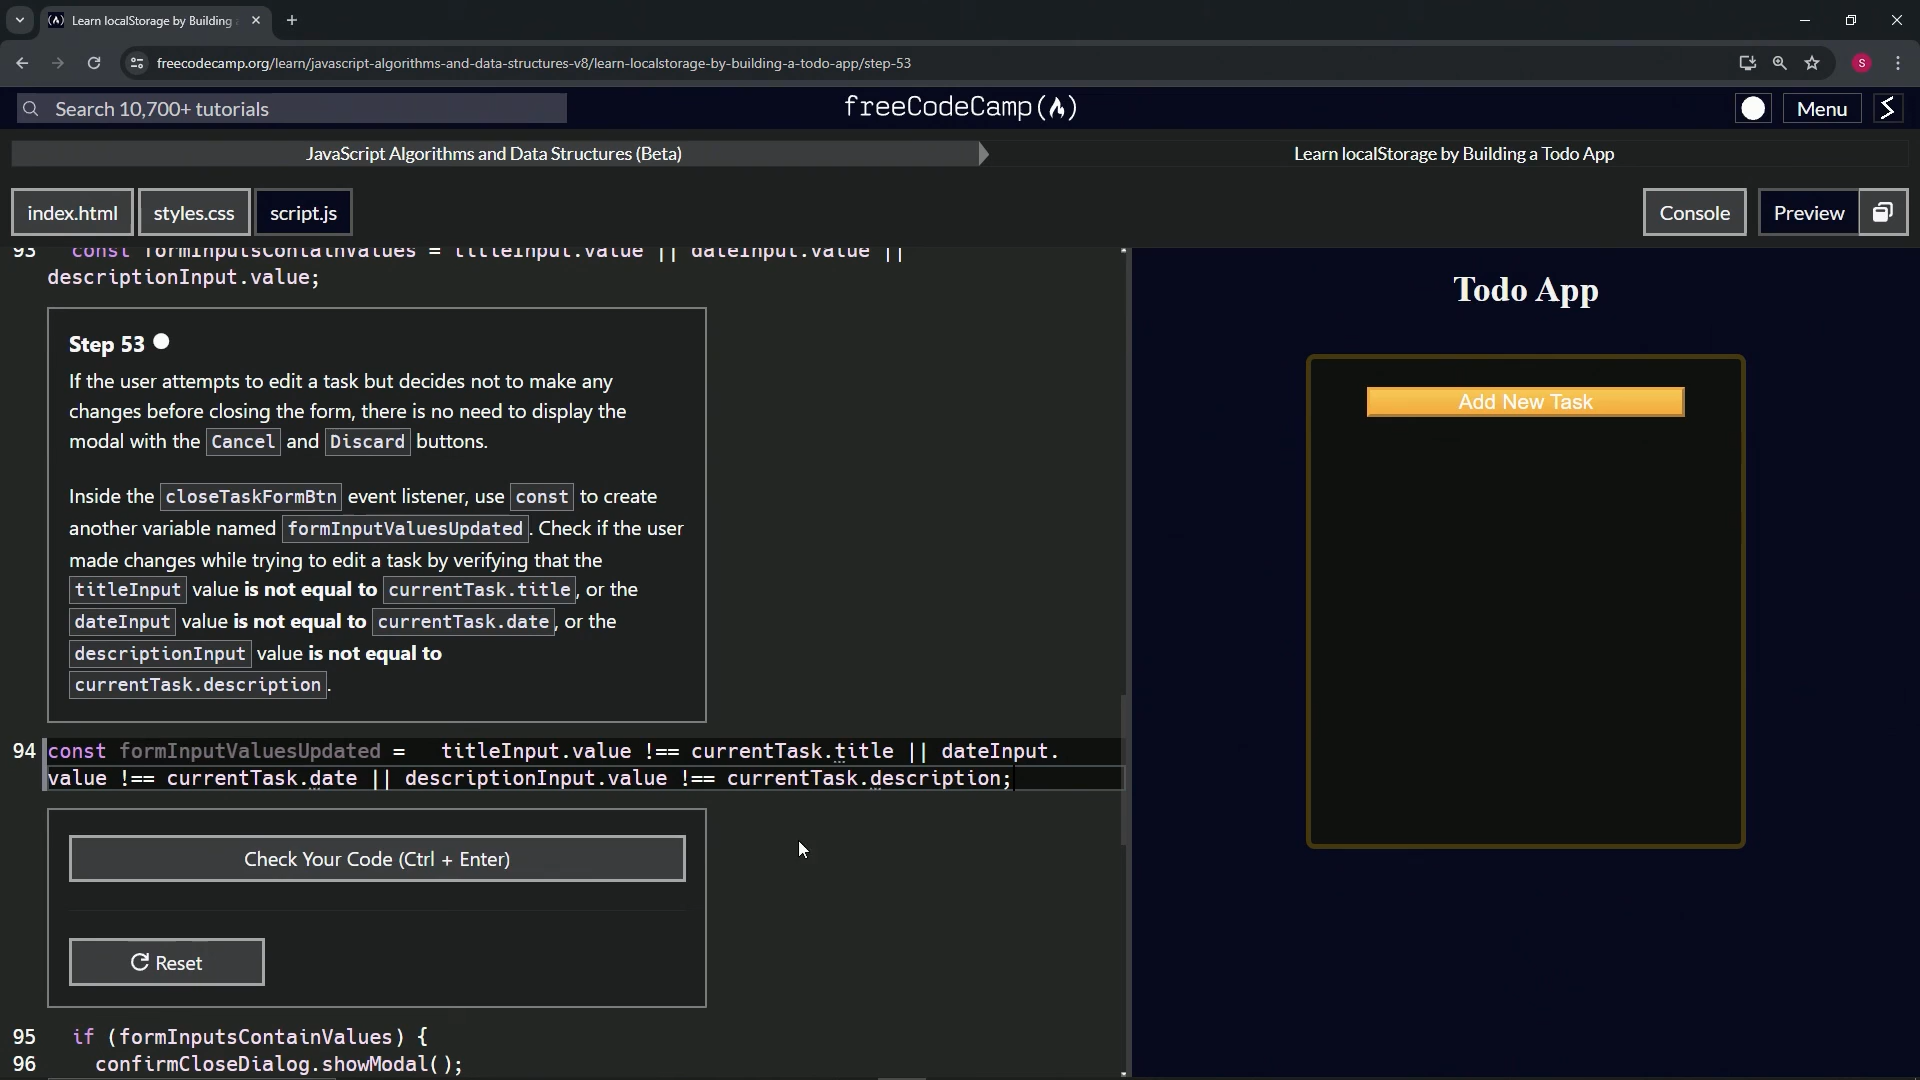 Learn localStorage by Building
freecodecamp.org/learn/javascript-algorithms-and-data-structures-v8/learn-localstorage-by-building-a-todo-app/step-53
S
Search 10,700+ tutorials
freeCodeCamp
Menu
JavaScript Algorithms and Data Structures (Beta)
Learn localStorage by Building a Todo App
index.html
styles.css
script.js
Console
Preview
93 const formInputsContainValues = titleInput.value || dateInput.value ||
descriptionInput.value;
Step 53
If the user attempts to edit a task but decides not to make any
changes before closing the form, there is no need to display the
modal with the Cancel and Discard buttons.
Inside the closeTaskFormBtn event listener, use const to create
another variable named formInputValuesUpdated. Check if the user
made changes while trying to edit a task by verifying that the
titleInput value is not equal to currentTask.title, or the
dateInput value is not equal to currentTask.date, or the
descriptionInput value is not equal to
currentTask.description.
94 const formInputValuesUpdated =   titleInput.value !== currentTask.title || dateInput.
value !== currentTask.date || descriptionInput.value !== currentTask.description;
Check Your Code (Ctrl + Enter)
Reset
95 if (formInputsContainValues) {
96 confirmCloseDialog.showModal();
Todo App
Add New Task